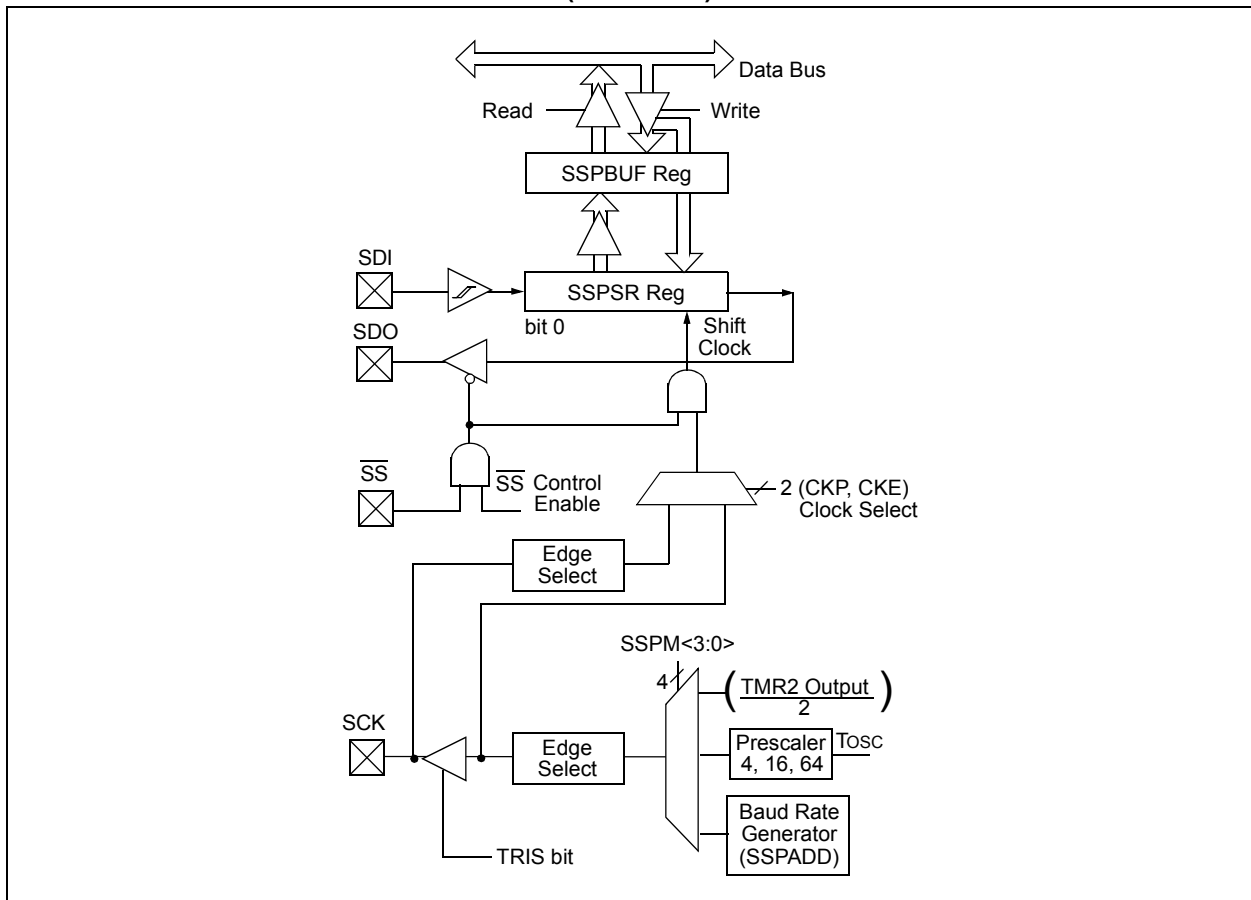 Data Bus
Read
Write
SSPBUF Reg
SDI
SSPSR Reg
bit 0
Shift
Clock
SDO
SS
SS Control
Enable
2 (CKP, CKE)
Clock Select
Edge
Select
SSPM<3:0>
4
( TMR2 Output )
2
SCK
Edge
Select
Prescaler
4, 16, 64
TOSC
Baud Rate
Generator
(SSPADD)
TRIS bit